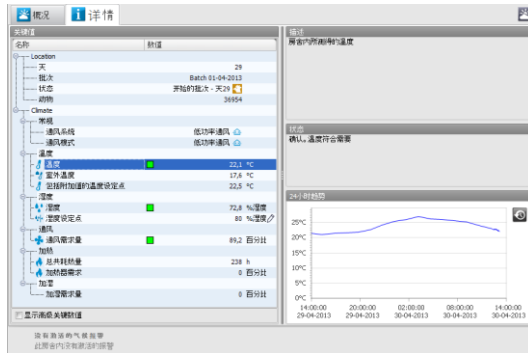 概况
详情
关键值
名称 数值
Location
天 29
批次 Batch 01-04-2013
状态 开始的批次 - 天29
动物 36954
Climate
常规
通风系统 低功率通风
通风模式 低功率通风
温度
温度 22,1 °C
室外温度 17,6 °C
包括附加值的温度设定点 22,5 °C
湿度
湿度 72,8 %湿度
湿度设定点 80 %湿度
通风
通风需求量 89,2 百分比
加热
总共耗热量 238 h
加热器需求 0 百分比
加湿
加湿需求量 0 百分比
显示高级关键数值
描述
房舍内所测得的温度
状态
确认。温度符合需要
24小时趋势
25°C
20°C
15°C
10°C
5°C
0°C
14:00:00 20:00:00 02:00:00 08:00:00 14:00:00
29-04-2013 29-04-2013 30-04-2013 30-04-2013 30-04-2013
没有激活的气候报警
此房舍内没有激活的报警